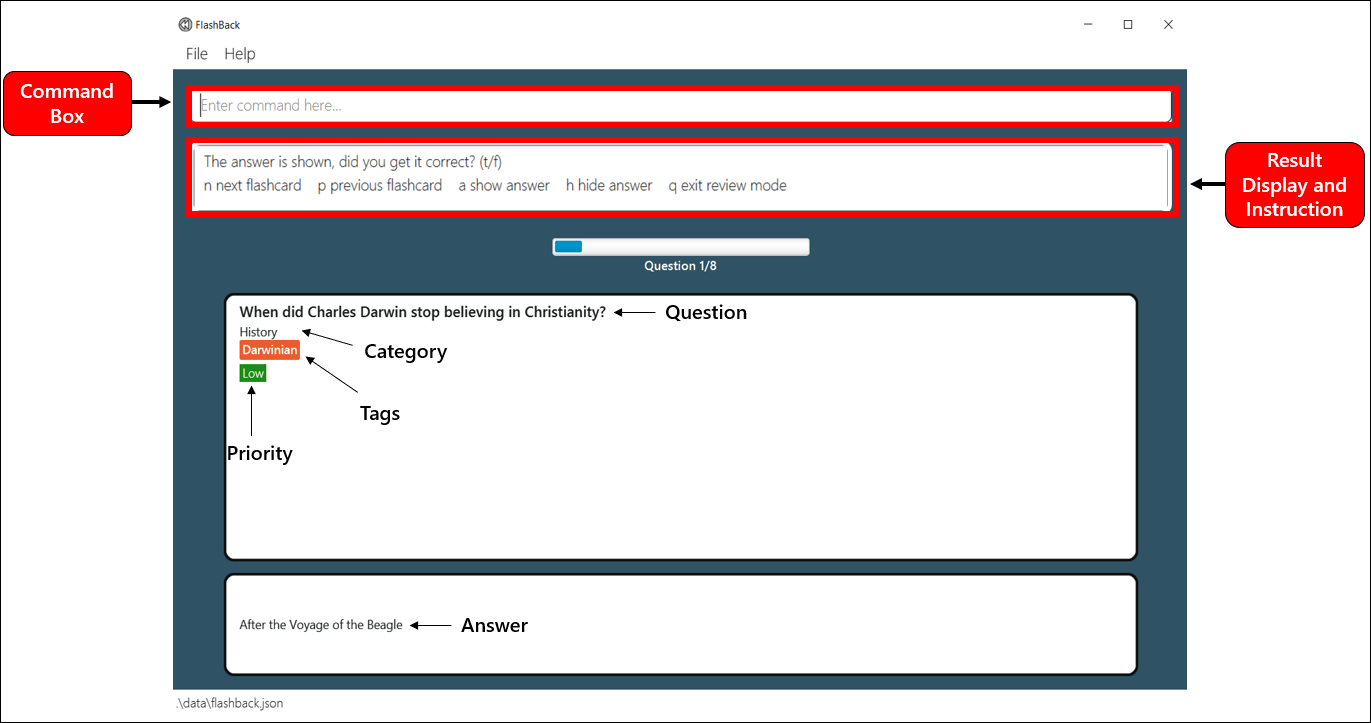 FlashBack
File Help
Command
Box
Enter command here...
The answer is shown, did you get it correct? (t/f)
n next flashcard p previous flashcard a show answer h hide answer q exit review mode
Result
Display and
Instruction
Question 1/8
When did Charles Darwin stop believing in Christianity?
Question
History
Category
Darwinian
Tags
Low
Priority
After the Voyage of the Beagle
Answer
.\data\flashback.json